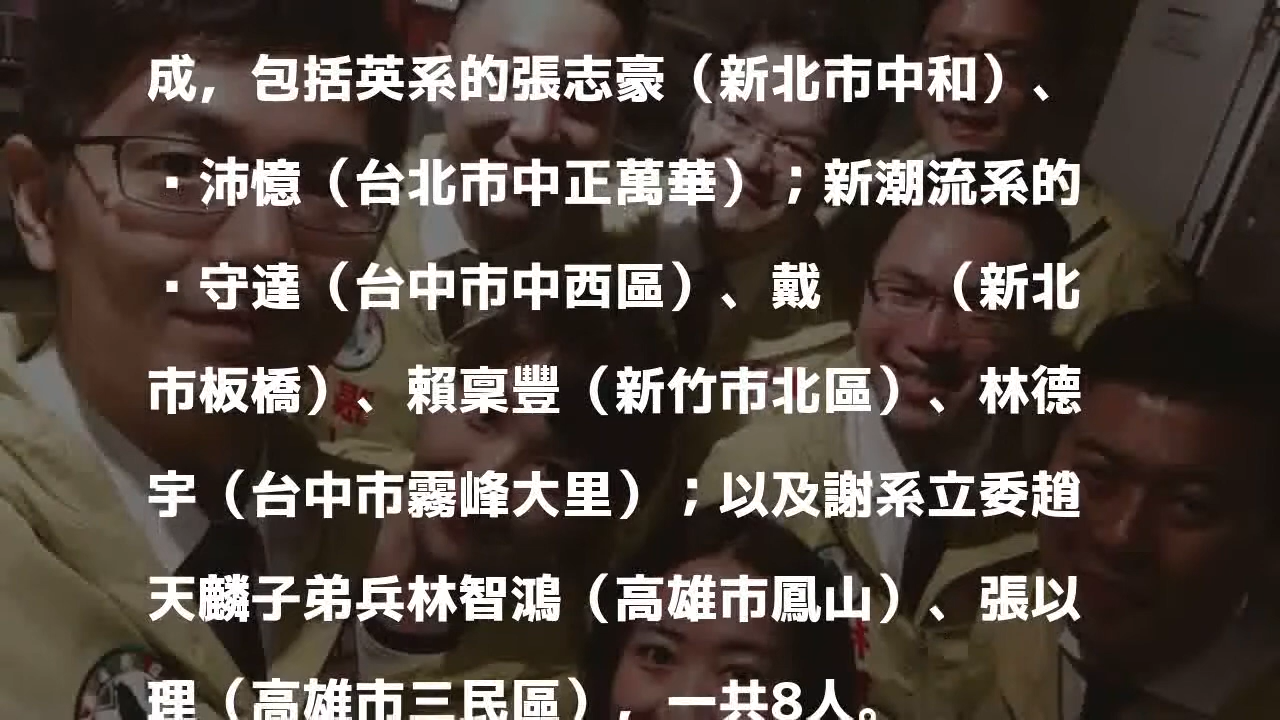 成，包括英系的張志豪（新北市中和）、
▪沛憶（台北市中正萬華）；新潮流系的
▪守達（台中市中西區）、戴　　（新北
市板橋）、賴稟豐（新竹市北區）、林德
宇（台中市霧峰大里）；以及謝系立委趙
天麟子弟兵林智鴻（高雄市鳳山）、張以
理（高雄市三民區），一共8人。